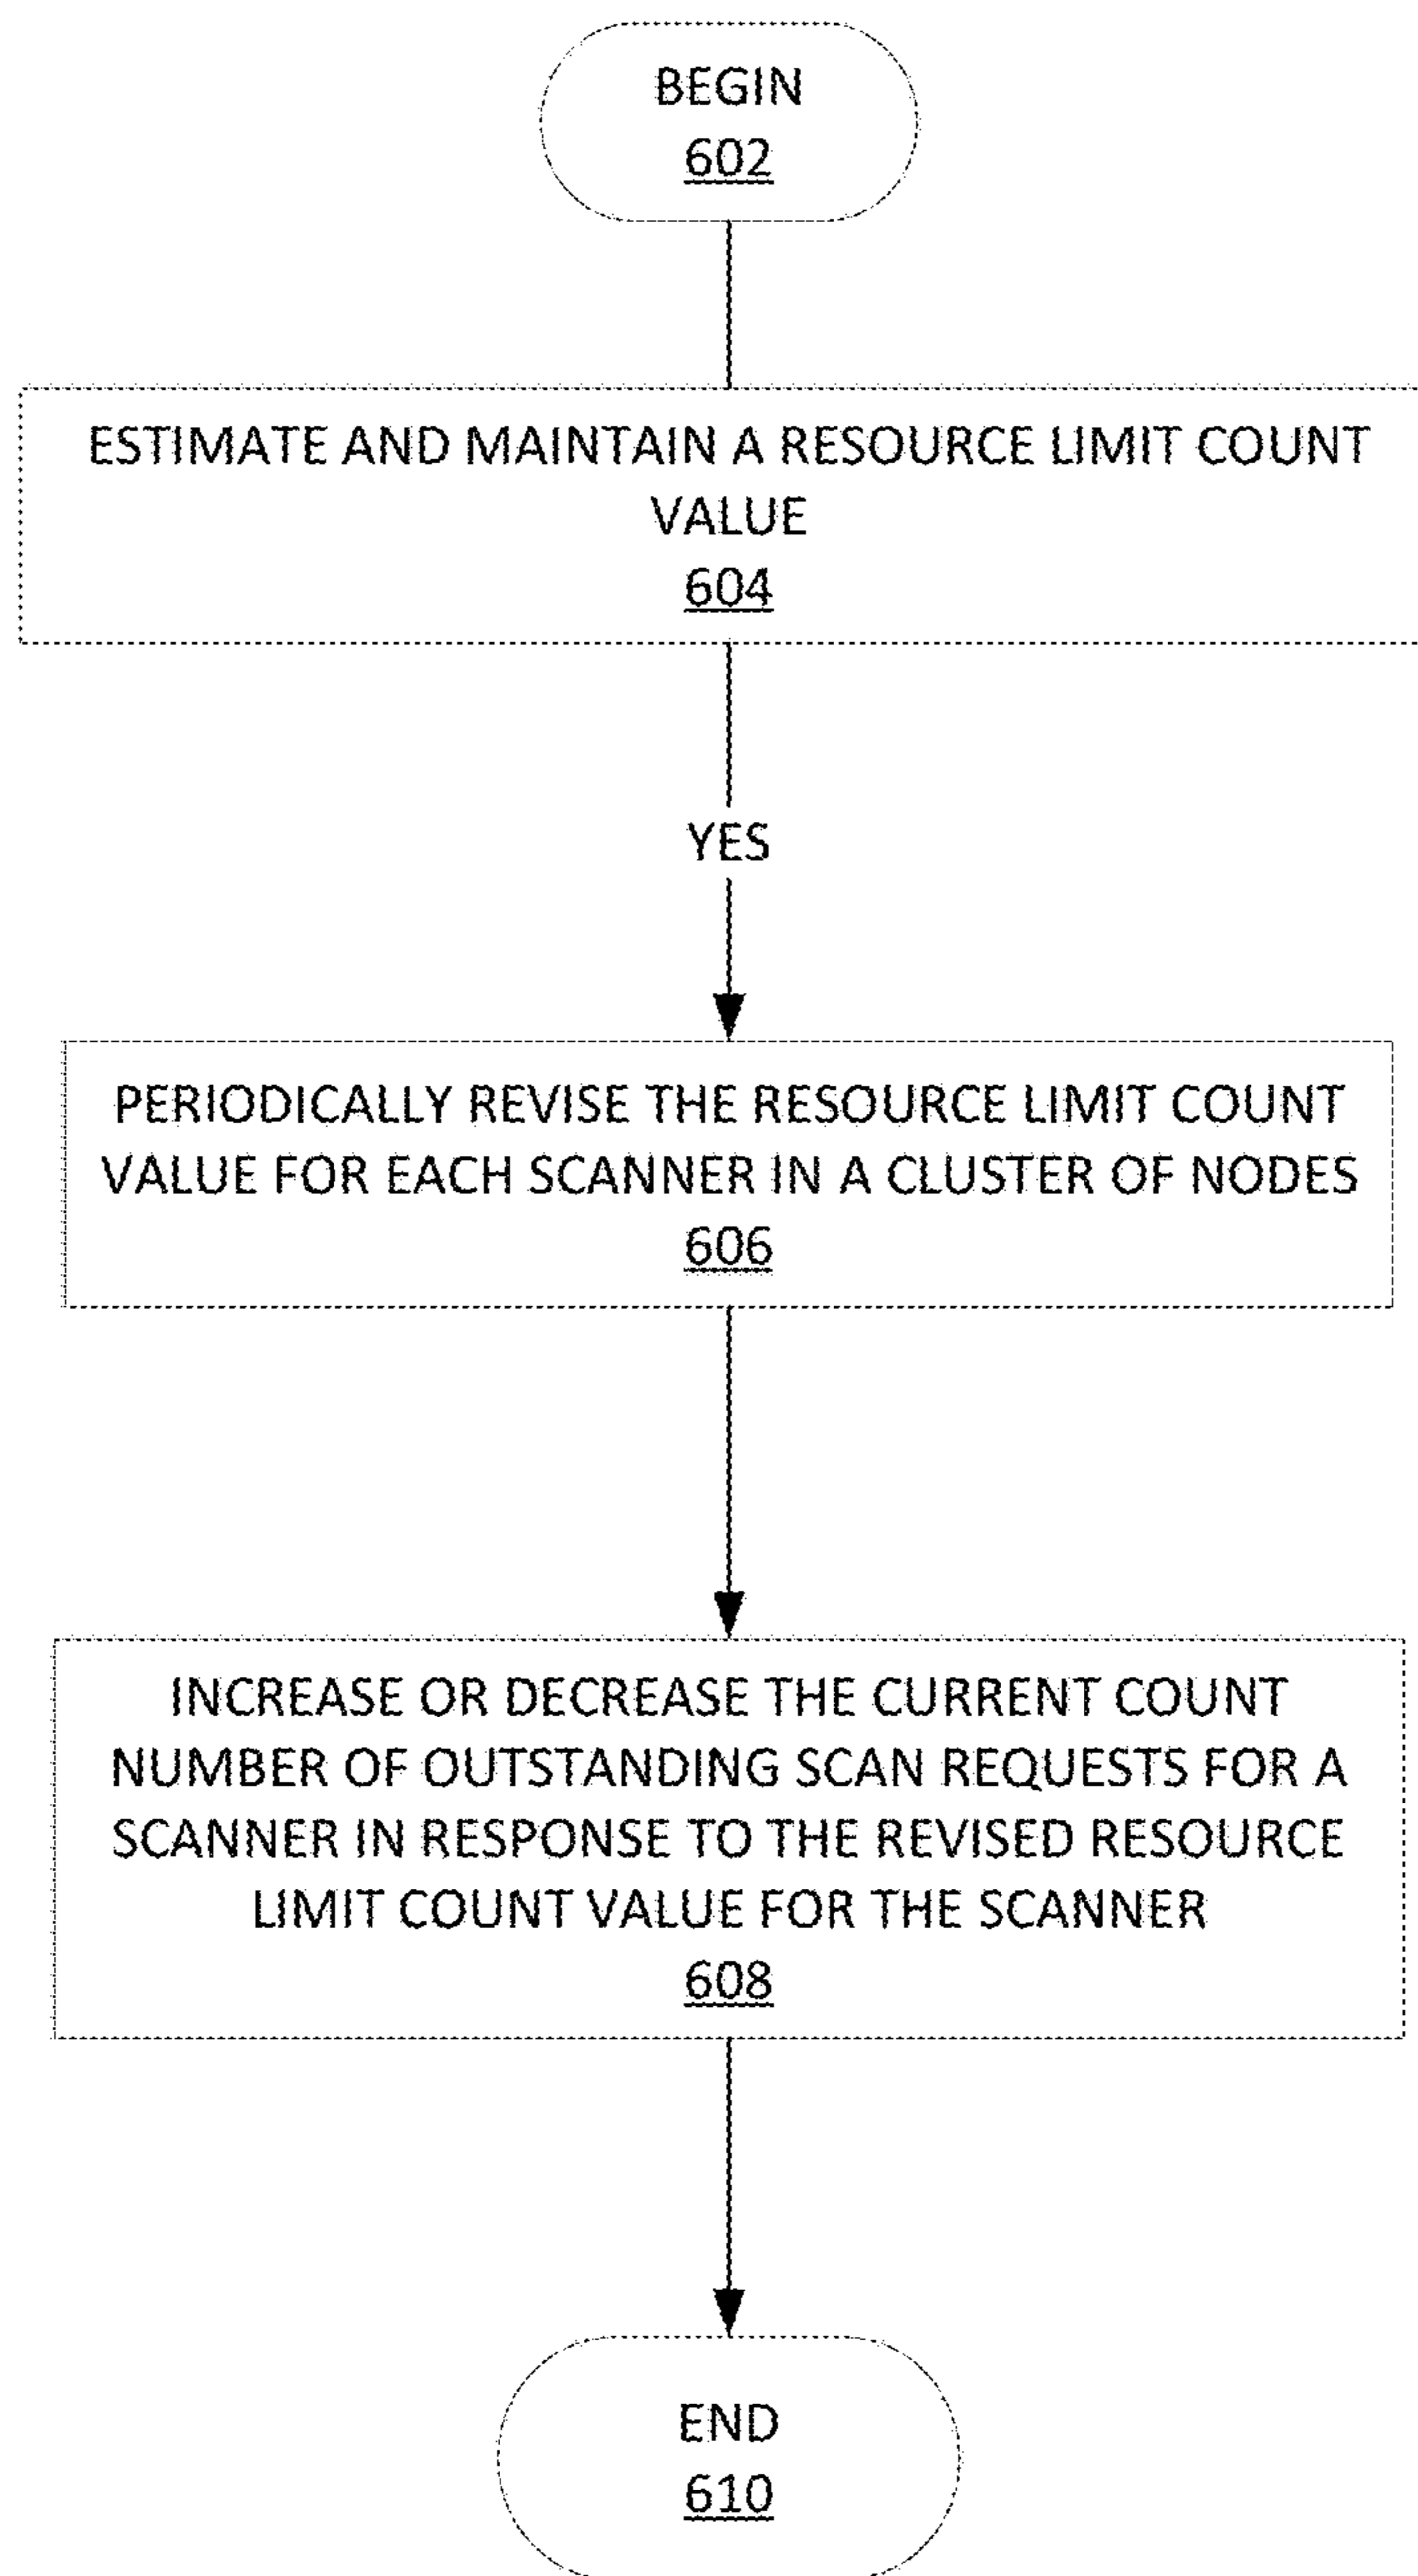 BEGIN
602
ESTIMATE AND MAINTAIN A RESOURCE LIMIT COUNT
VALUE
604
YES
PERIODICALLY REVISE THE RESOURCE LIMIT COUNT
VALUE FOR EACH SCANNER IN A CLUSTER OF NODES
606
INCREASE OR DECREASE THE CURRENT COUNT
NUMBER OF OUTSTANDING SCAN REQUESTS FOR A
SCANNER IN RESPONSE TO THE REVISED RESOURCE
LIMIT COUNT VALUE FOR THE SCANNER
608
END
610